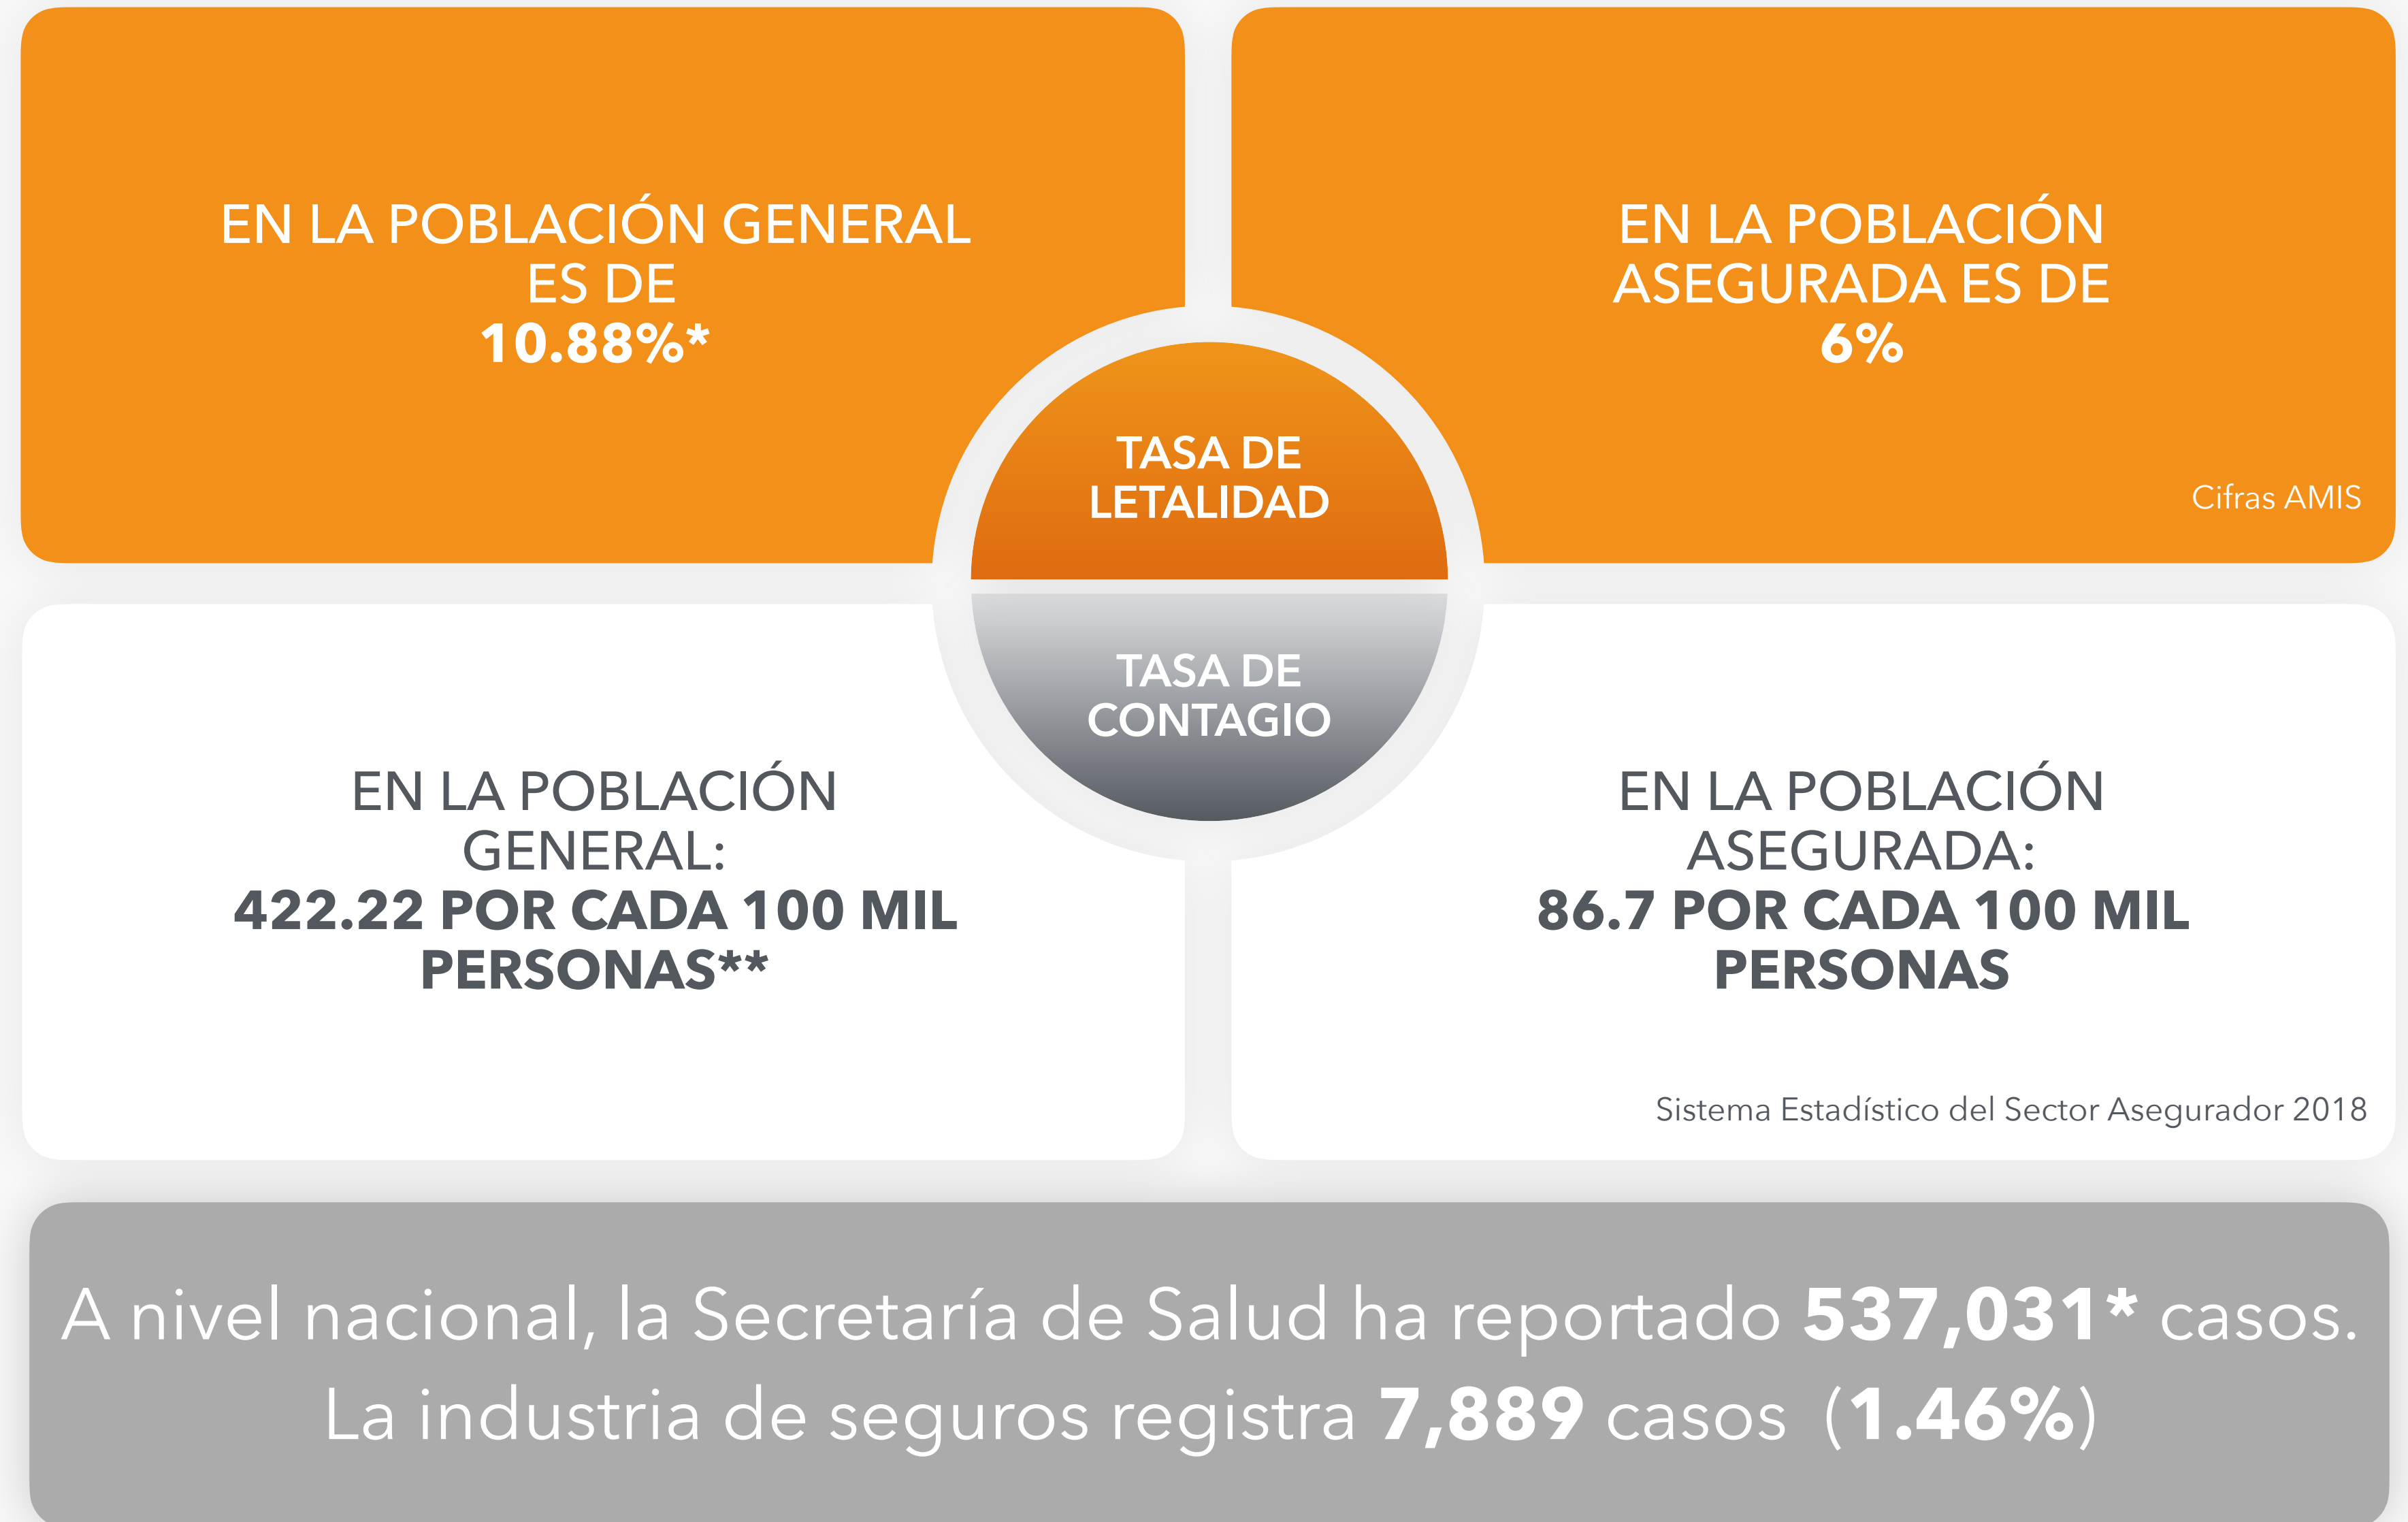 EN LA POBLACIÓN GENERAL
ES DE
10.88%*
EN LA POBLACIÓN
ASEGURADA ES DE
6%
Cifras AMIS
TASA DE
LETALIDAD
TASA DE
CONTAGIO
EN LA POBLACIÓN
GENERAL:
422.22 POR CADA 100 MIL
PERSONAS**
EN LA POBLACIÓN
ASEGURADA:
86.7 POR CADA 100 MIL
PERSONAS
Sistema Estadístico del Sector Asegurador 2018
A nivel nacional, la Secretaría de Salud ha reportado 537,031* casos.
La industria de seguros registra 7,889 casos (1.46%)